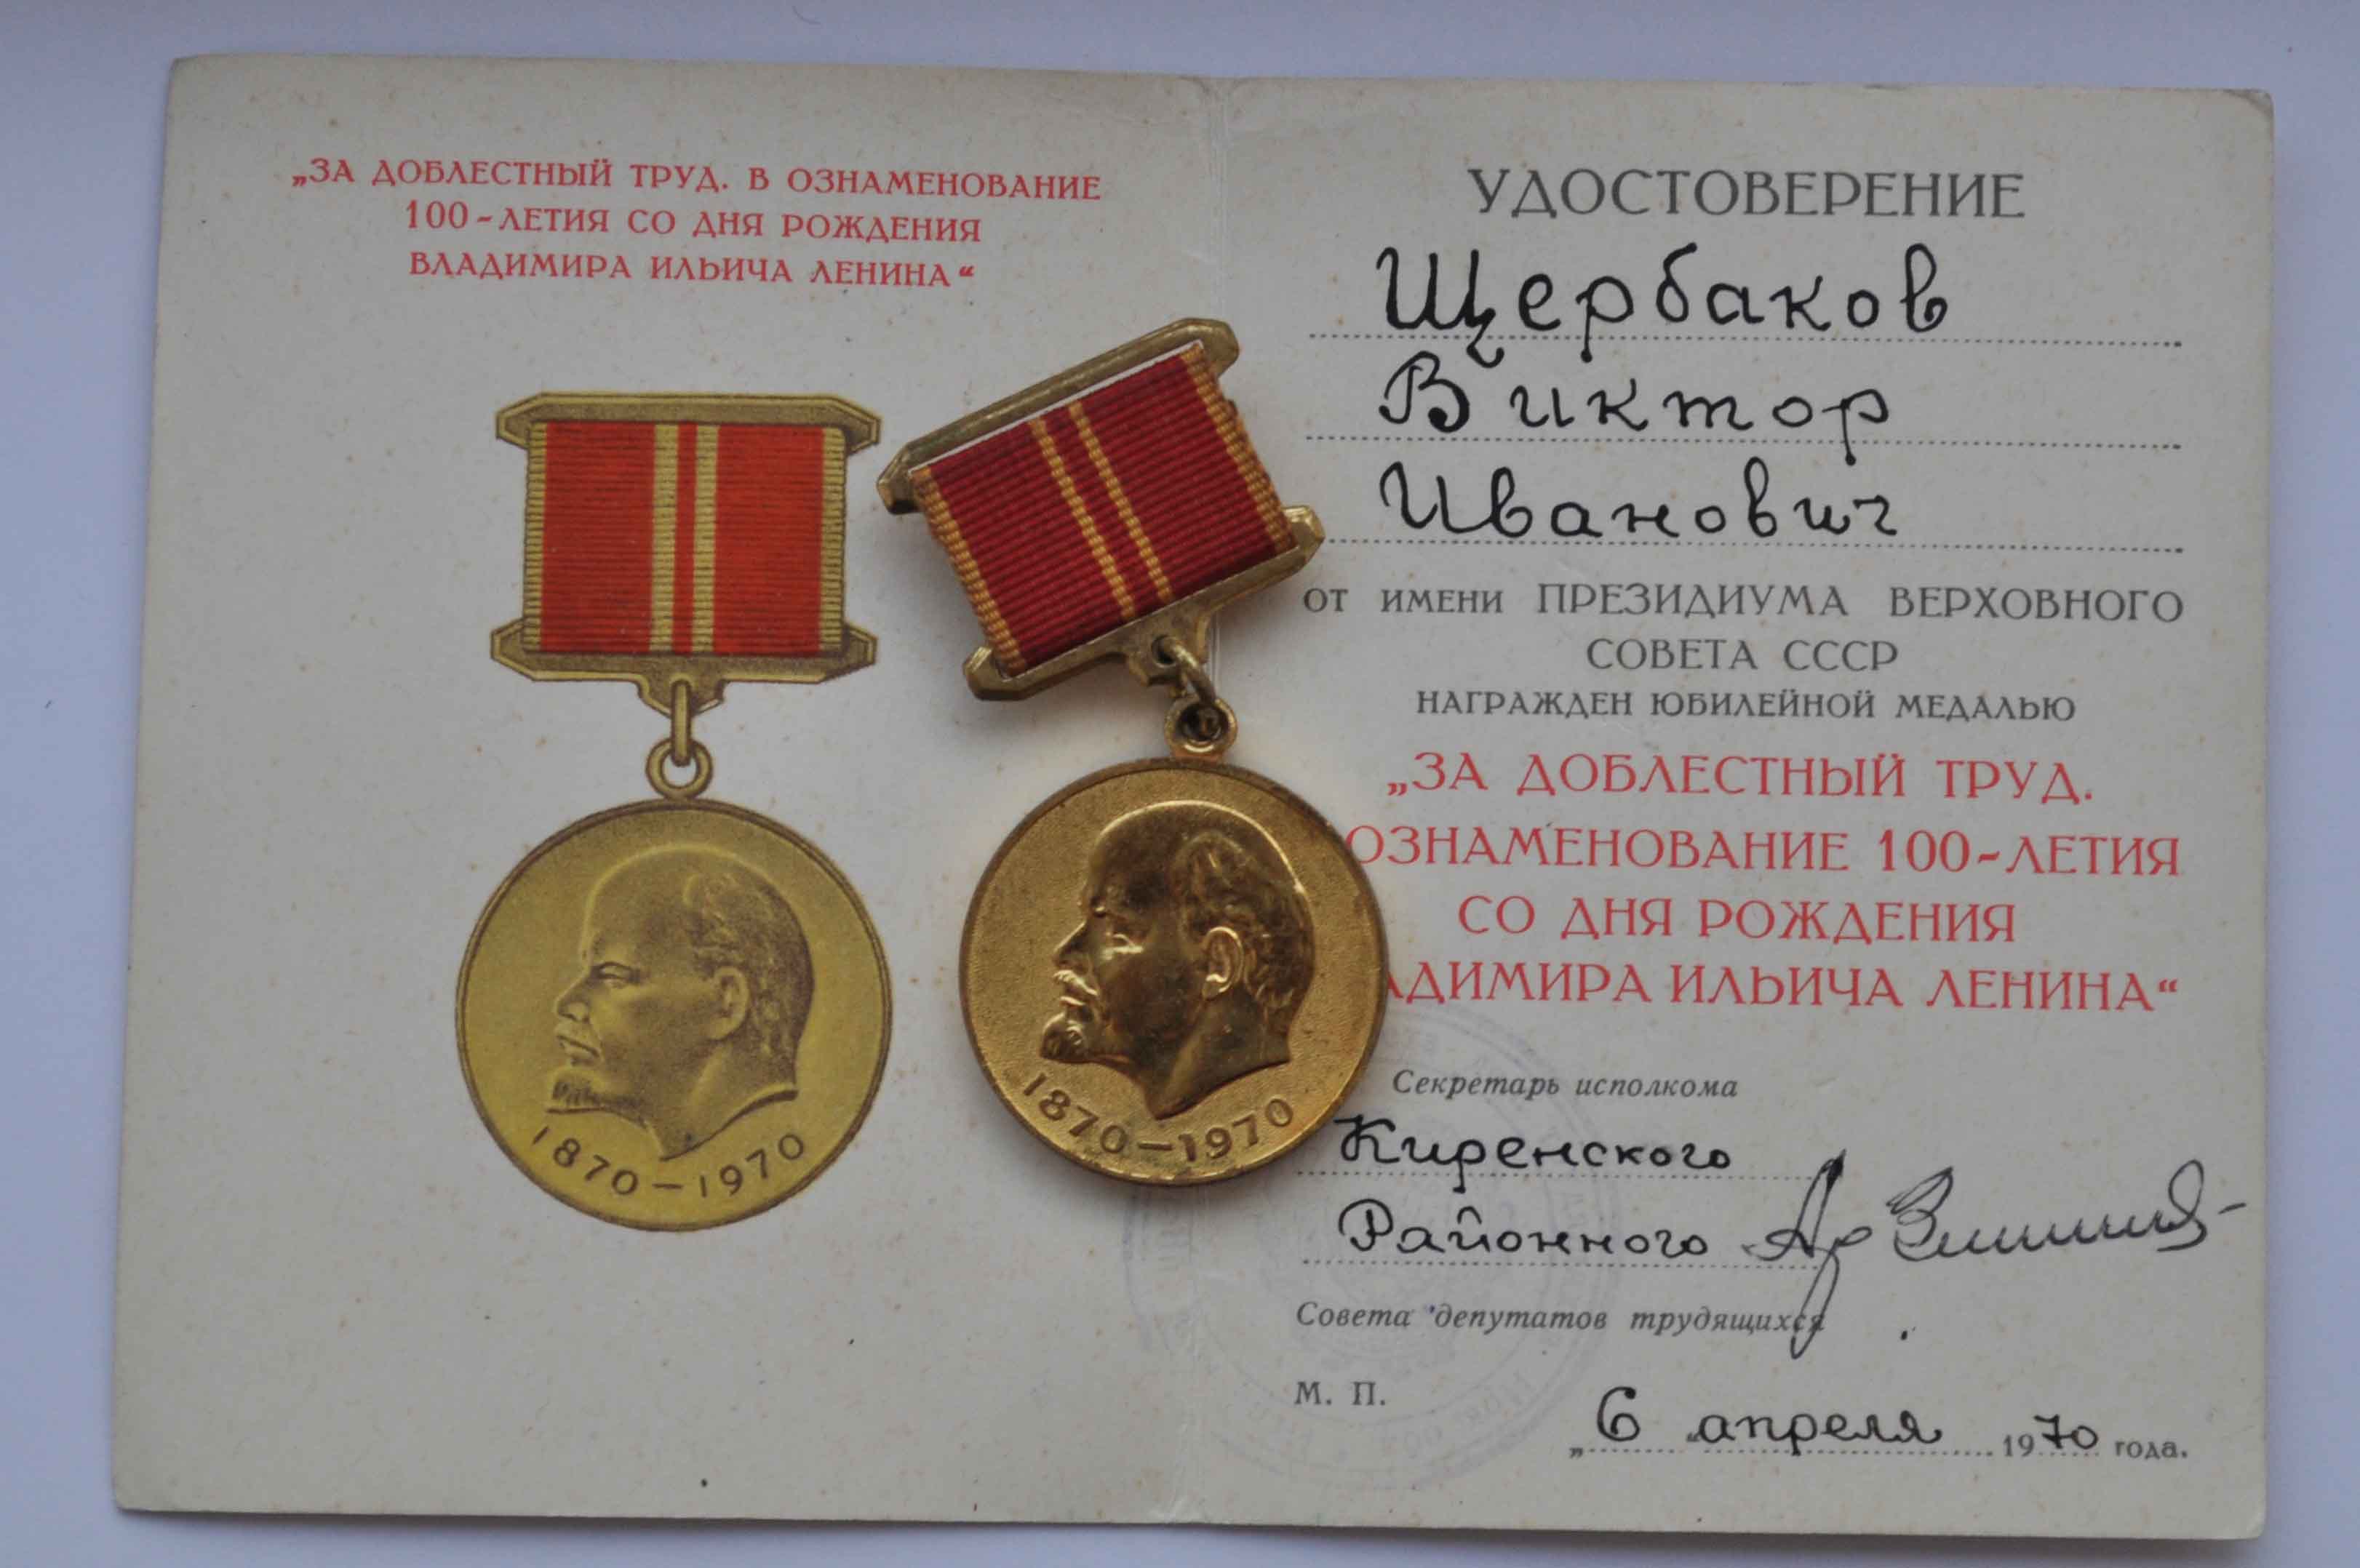 „ЗА ДОБЛЕСТНЫЙ ТРУД. В ОЗНАМЕНОВАНИЕ
100-ЛЕТИЯ СО ДНЯ РОЖДЕНИЯ
ВЛАДИМИРА ИЛЬИЧА ЛЕНИНА“
1870-1970
1870-1970
УДОСТОВЕРЕНИЕ
Щербаков
Виктор
Иванович
ОТ ИМЕНИ ПРЕЗИДИУМА ВЕРХОВНОГО
СОВЕТА СССР
НАГРАЖДЕН ЮБИЛЕЙНОЙ МЕДАЛЬЮ
„ЗА ДОБЛЕСТНЫЙ ТРУД.
ОЗНАМЕНОВАНИЕ 100-ЛЕТИЯ
СО ДНЯ РОЖДЕНИЯ
АДИМИРА ИЛЬИЧА ЛЕНИНА“
Секретарь исполкома
Киренского
Районного
Совета депутатов трудящихся
М. П.
„6 " апреля 1970 года.